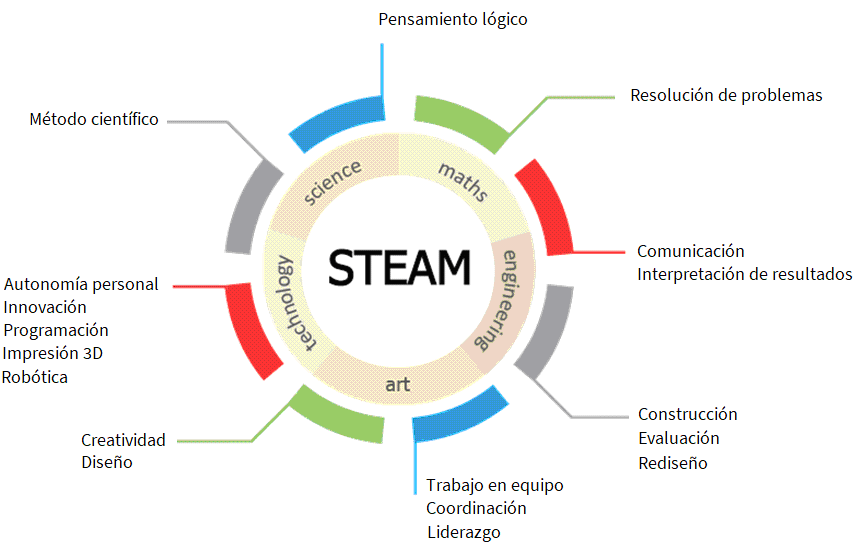 Pensamiento lógico
Resolución de problemas
Método científico
science
maths
STEAM
engineering
technology
art
Comunicación
Interpretación de resultados
Autonomía personal
Innovación
Programación
Impresión 3D
Robótica
Construcción
Evaluación
Rediseño
Creatividad
Diseño
Trabajo en equipo
Coordinación
Liderazgo